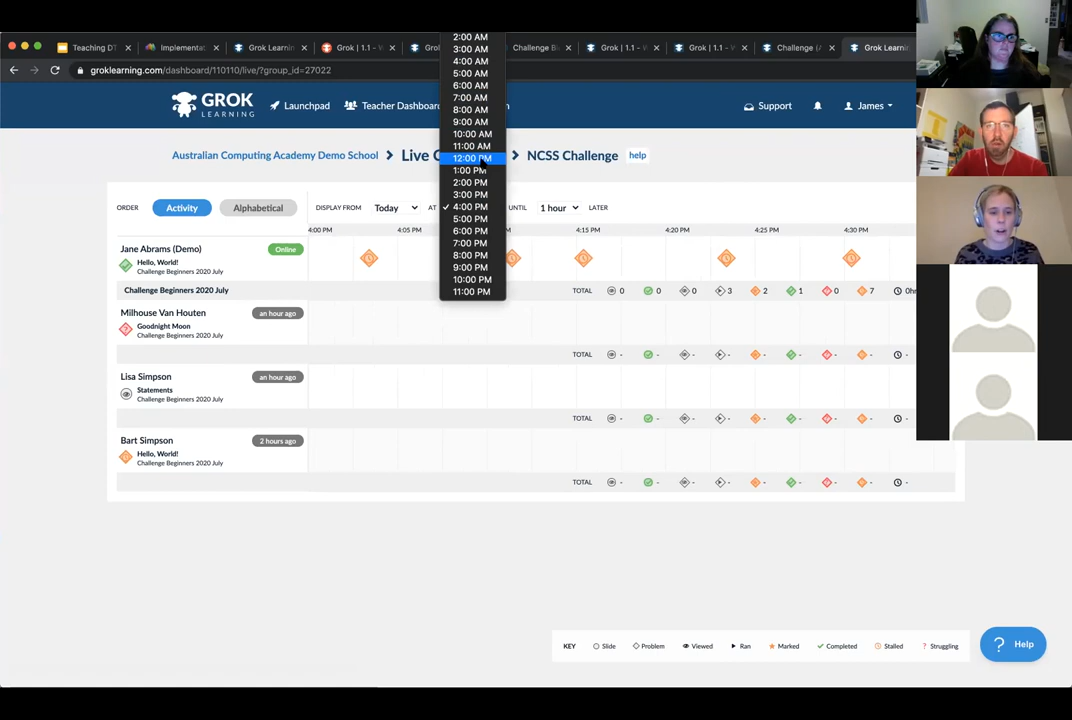 Teaching DT
Implementat
Grok Learnin
Grok | 1.1 - W
Grol
Challenge B
Grok | 1.1 - W
Grok | 1.1 - W
Challenge (A
Grok Learnin
groklearning.com/dashboard/110110/live/?group_id=27022
GROK LEARNING
Launchpad
Teacher Dashboard
Support
James
Australian Computing Academy Demo School
Live
NCSS Challenge
help
2:00 AM
3:00 AM
4:00 AM
5:00 AM
6:00 AM
7:00 AM
8:00 AM
9:00 AM
10:00 AM
11:00 AM
12:00 PM
1:00 PM
2:00 PM
3:00 PM
4:00 PM
5:00 PM
6:00 PM
7:00 PM
8:00 PM
9:00 PM
10:00 PM
11:00 PM
ORDER Activity Alphabetical DISPLAY FROM Today AT UNTIL 1 hour LATER
4:00 PM 4:05 PM 4:15 PM 4:20 PM 4:25 PM 4:30 PM
Jane Abrams (Demo) Online
Hello, World!
Challenge Beginners 2020 July
Challenge Beginners 2020 July TOTAL 0 0 0 3 2 1 0 7 0hr
Milhouse Van Houten an hour ago
Goodnight Moon
Challenge Beginners 2020 July
TOTAL - - - - - - - - -
Lisa Simpson an hour ago
Statements
Challenge Beginners 2020 July
TOTAL - - - - - - - - -
Bart Simpson 2 hours ago
Hello, World!
Challenge Beginners 2020 July
TOTAL - - - - - - - - -
KEY Slide Problem Viewed Ran Marked Completed Stalled ? Struggling
? Help